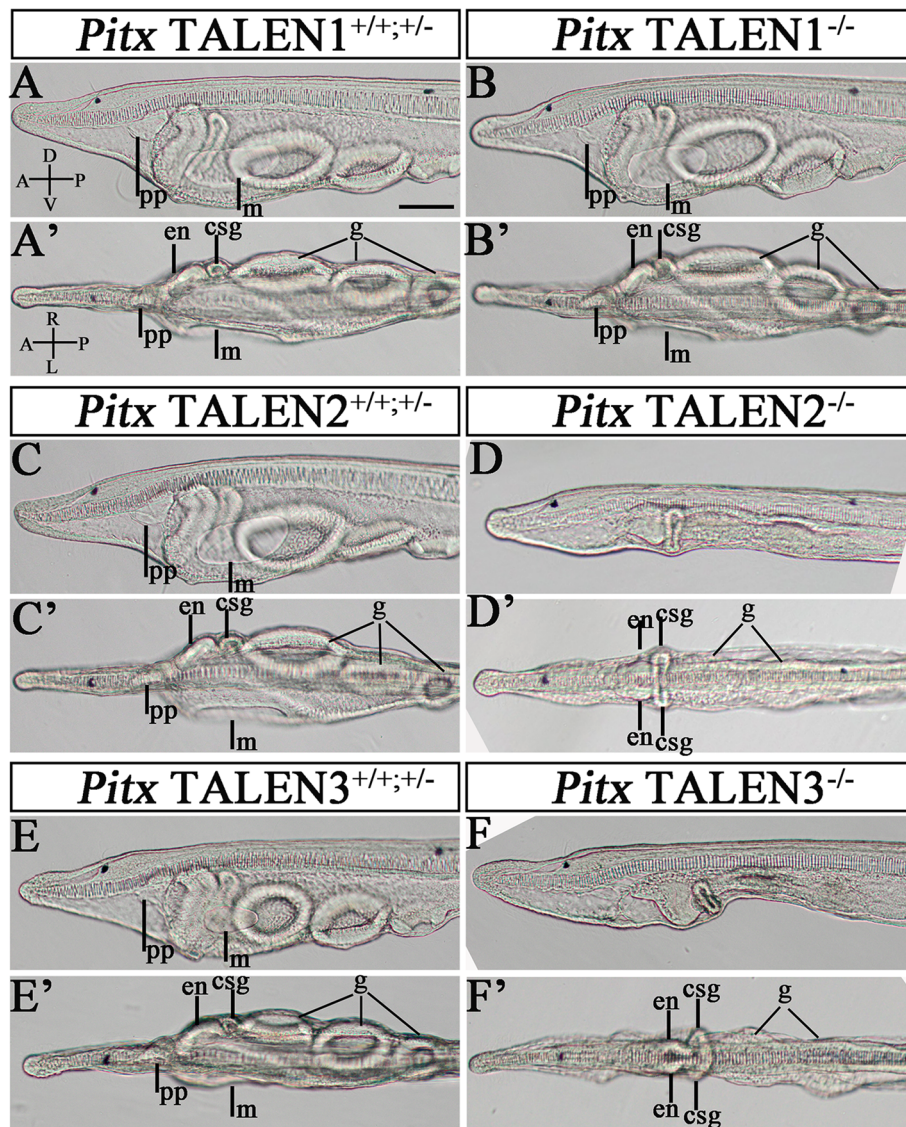 Pitx TALEN1+/+;+/-
Pitx TALEN1-/-
A
D
A P
V
pp
m
B
pp
m
A’
en csg g
R
A P
L
pp
m
B’
en csg g
pp
m
Pitx TALEN2+/+;+/-
Pitx TALEN2-/-
C
pp
m
D
C’
en csg g
pp
m
D’
en csg g
en csg
Pitx TALEN3+/+;+/-
Pitx TALEN3-/-
E
pp
m
F
E’
en csg g
pp
m
F’
en csg g
en csg